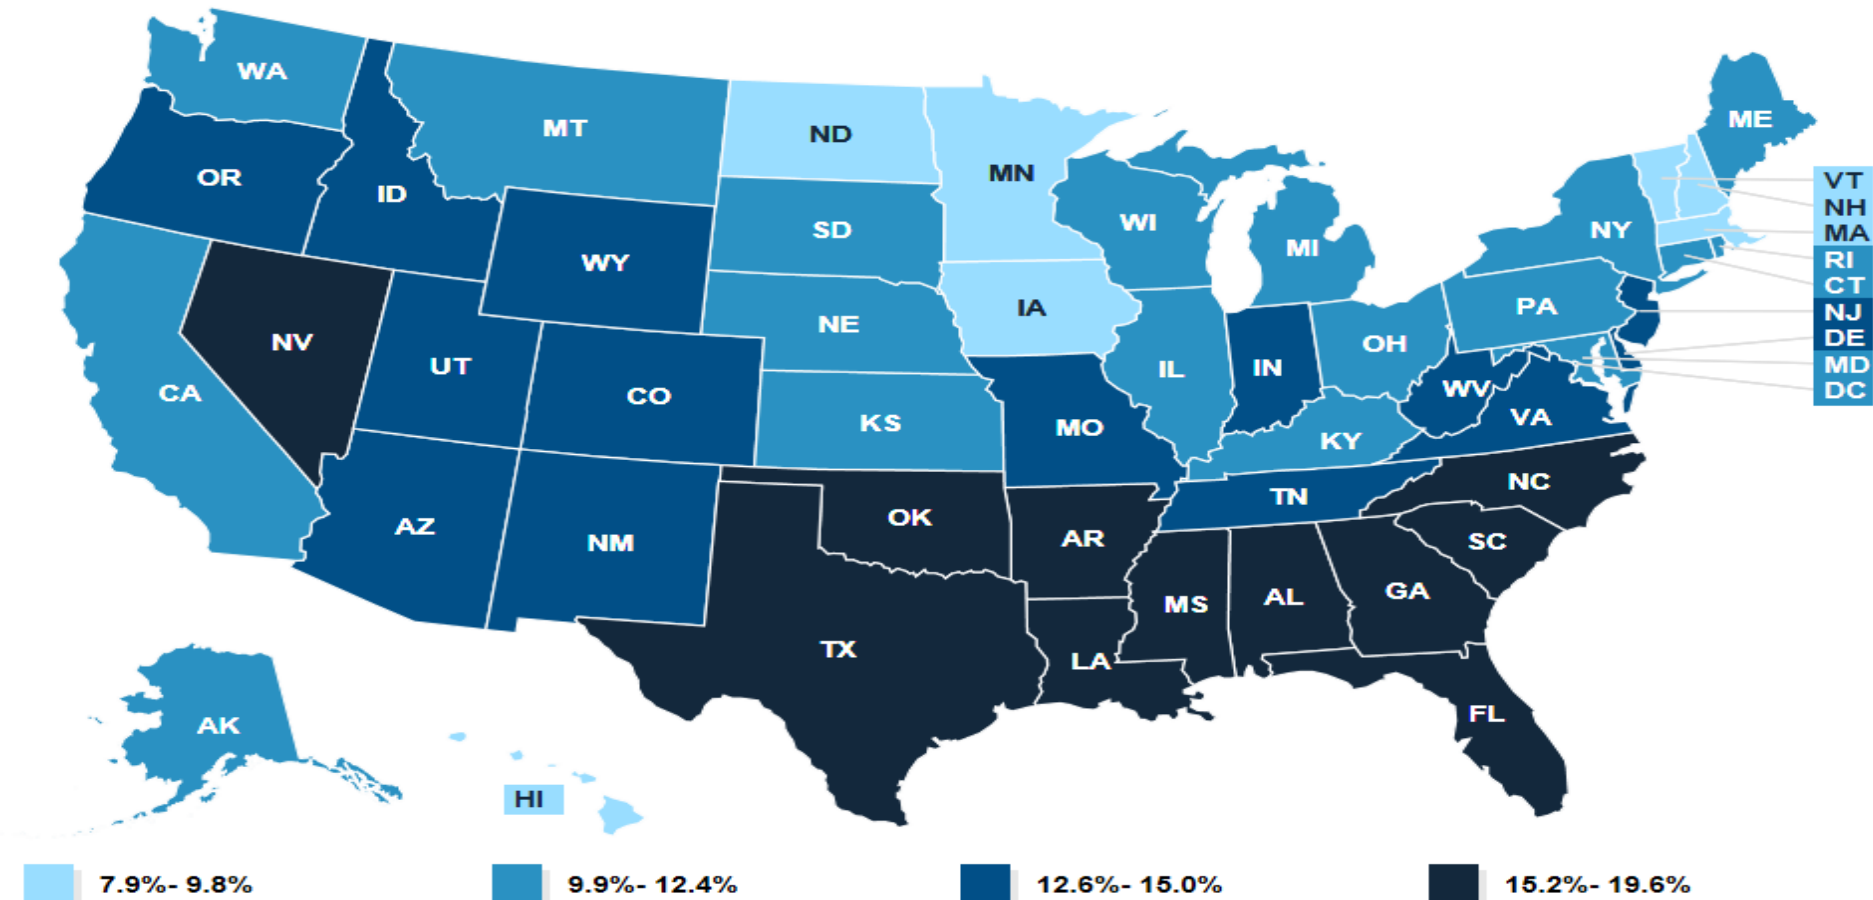 WA
ME
MT
ND
MN
OR
ID
VT
NH
MA
SD
WI
NY
MI
RI
CT
WY
NJ
DE
MD
DC
NE
IA
PA
NV
UT
OH
IL
IN
CO
CA
WV
VA
KS
MO
KY
TN
NC
OK
AZ
NM
AR
SC
MS
AL
GA
TX
LA
FL
AK
HI
7.9%- 9.8% 9.9%- 12.4% 12.6%- 15.0% 15.2%- 19.6%